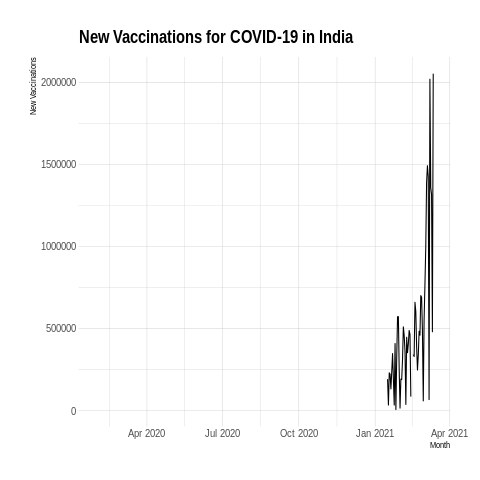 New Vaccinations for COVID-19 in India
New Vaccinations
2000000
1500000
1000000
500000
0
Apr 2020 Jul 2020 Oct 2020 Jan 2021 Apr 2021
Month